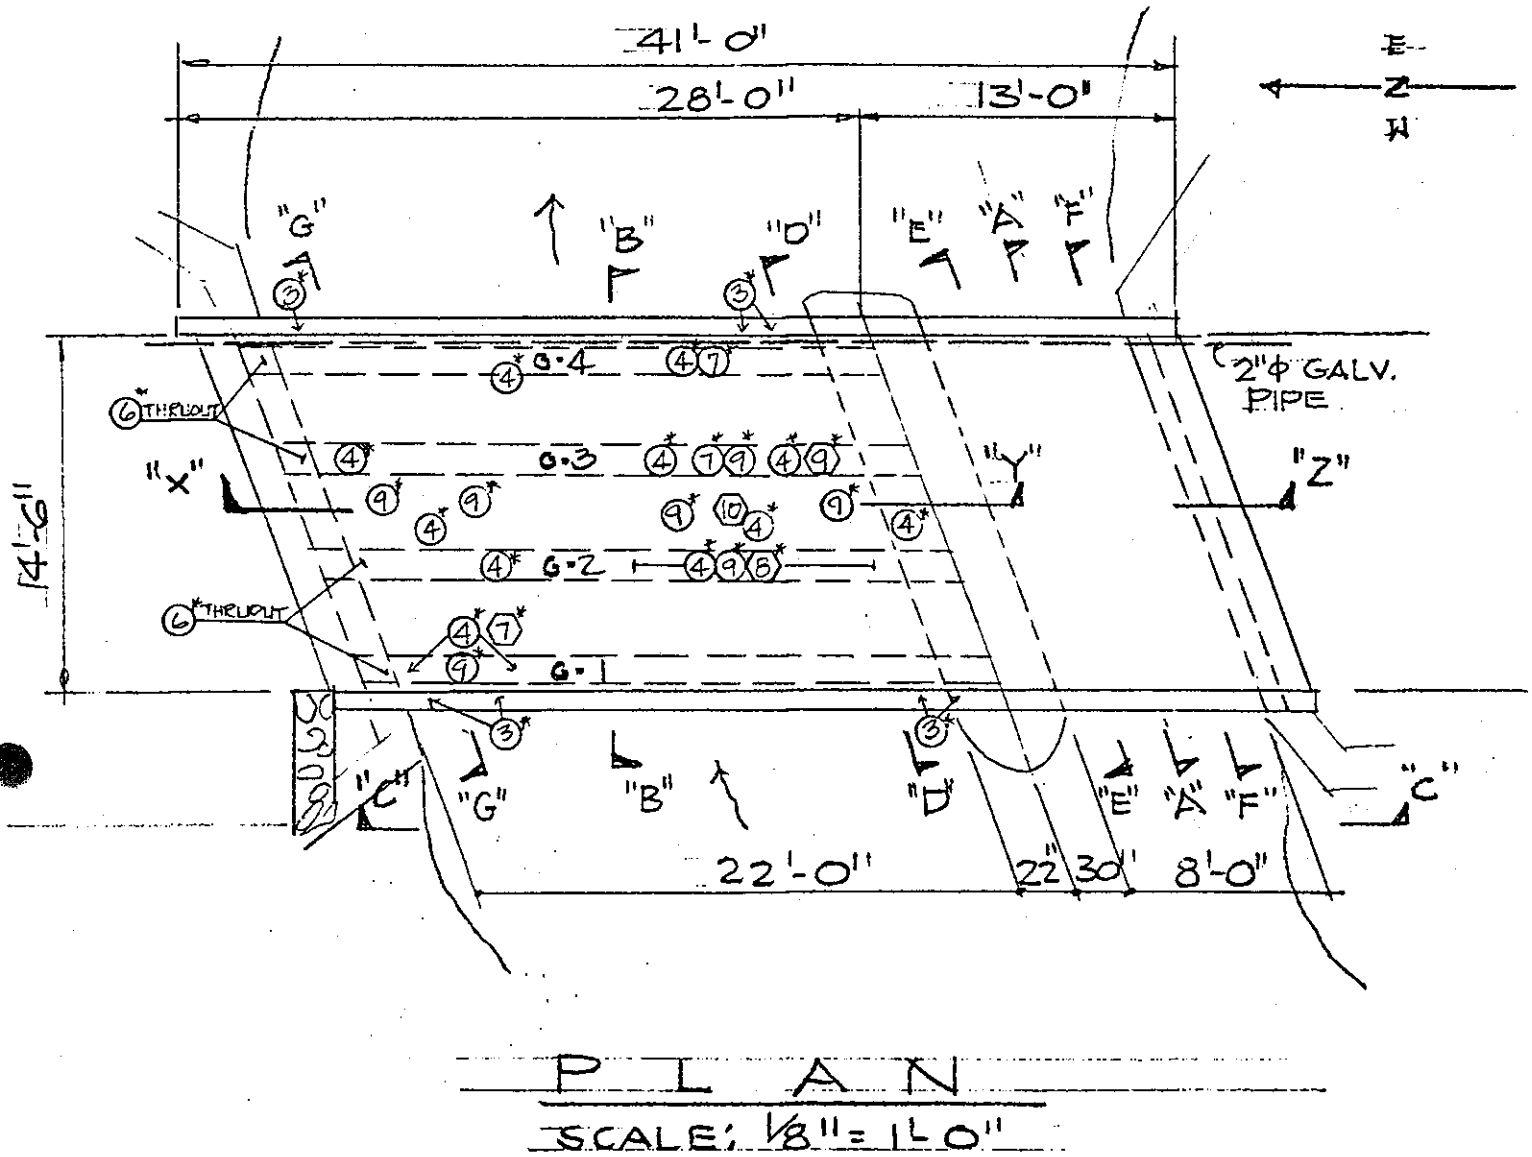 41'-0"
28'-0" 13'-0"
E
N
W
"G" "B" "D" "E" "A" "F"
3* 3*
G-4 4* 7*
4*
2"φ GALV.
PIPE
6* THRUOUT
4* G-3 4* 7* 9* 4* 9*
"X" "Y" "Z"
9* 9* 9* 10 9*
4* 4* 4*
14'-6"
4* G-2 4* 9* 8*
6* THRUOUT
4* 7*
9* G-1
3* 3*
"C" "G" "B" "D" "E" "A" "F" "C"
22'-0" 22" 30" 8'-0"
PLAN
SCALE: 1/8" = 1'-0"